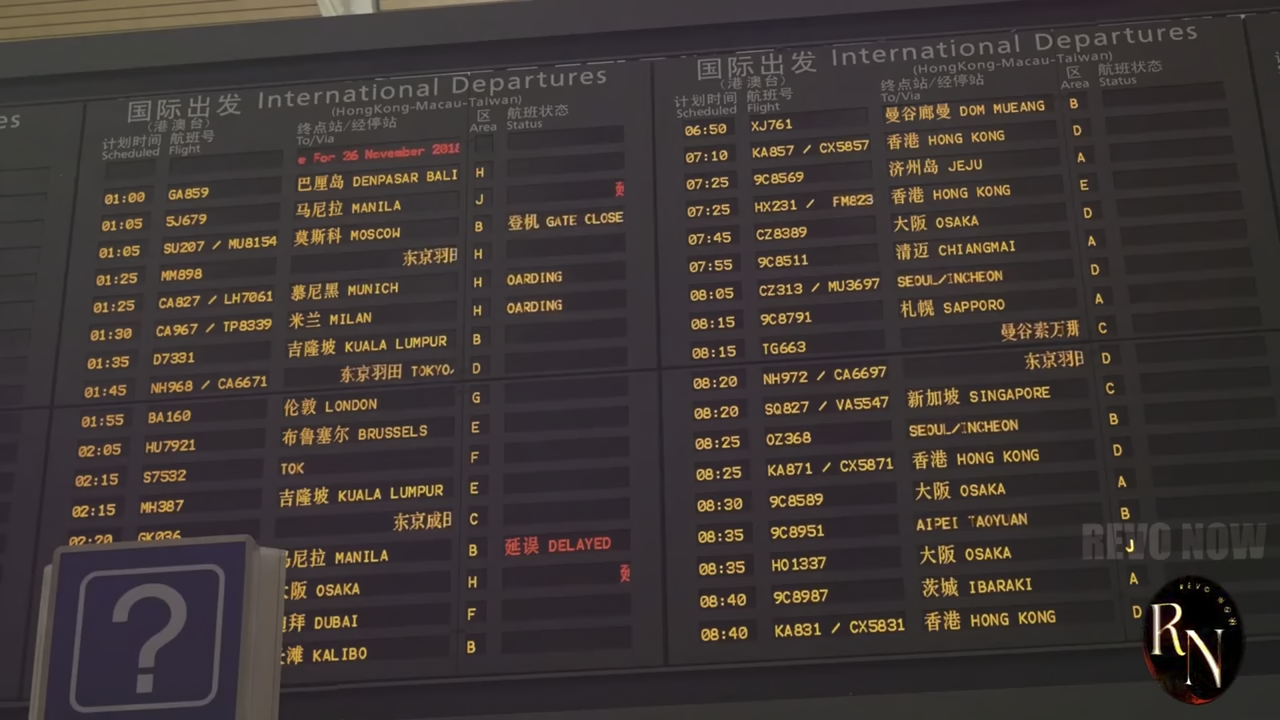 es
国际出发 International Departures
(港澳台) (HongKong-Macau-Taiwan)
计划时间 航班号 终点站/经停站 区 航班状态
Scheduled Flight To/Via Area Status
e For 26 November 2018
01:00 GA859 巴厘岛 DENPASAR BALI H
01:05 5J679 马尼拉 MANILA J
01:05 SU207 / MU8154 莫斯科 MOSCOW B 登机 GATE CLOSE
01:25 MM898 东京羽田 H
01:25 CA827 / LH7061 慕尼黑 MUNICH H OARDING
01:30 CA967 / TP8339 米兰 MILAN H OARDING
01:35 D7331 吉隆坡 KUALA LUMPUR B
01:45 NH968 / CA6671 东京羽田 TOKYO D
01:55 BA160 伦敦 LONDON G
02:05 HU7921 布鲁塞尔 BRUSSELS E
02:15 S7532 TOK F
02:15 MH387 吉隆坡 KUALA LUMPUR E
02:20 GK036 东京成田 C
马尼拉 MANILA B 延误 DELAYED
大阪 OSAKA H
迪拜 DUBAI F
滩 KALIBO B
?
国际出发 International Departures
(港澳台) (HongKong-Macau-Taiwan)
计划时间 航班号 终点站/经停站 区 航班状态
Scheduled Flight To/Via Area Status
06:50 XJ761 曼谷廊曼 DOM MUEANG B
07:10 KA857 / CX5857 香港 HONG KONG D
07:25 9C8569 济州岛 JEJU A
07:25 HX231 / FM823 香港 HONG KONG E
07:45 CZ8389 大阪 OSAKA D
07:55 9C8511 清迈 CHIANGMAI A
08:05 CZ313 / MU3697 SEOUL/INCHEON D
08:15 9C8791 札幌 SAPPORO A
08:15 TG663 曼谷素万那 C
08:20 NH972 / CA6697 东京羽田 D
08:20 SQ827 / VA5547 新加坡 SINGAPORE C
08:25 OZ368 SEOUL/INCHEON B
08:25 KA871 / CX5871 香港 HONG KONG D
08:30 9C8589 大阪 OSAKA A
08:35 9C8951 AIPEI TAOYUAN B
08:35 HO1337 大阪 OSAKA J
08:40 9C8987 茨城 IBARAKI A
08:40 KA831 / CX5831 香港 HONG KONG D
REVO NOW
RN